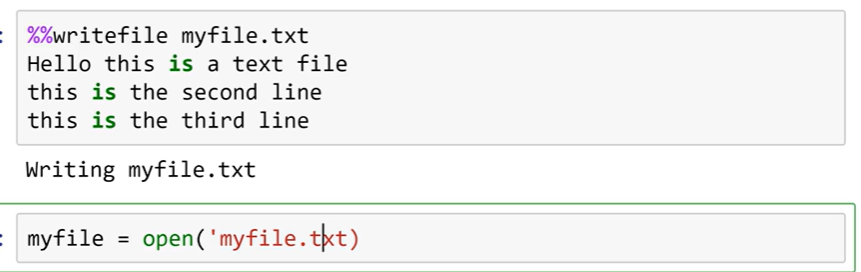 %%writefile myfile.txt
Hello this is a text file
this is the second line
this is the third line
Writing myfile.txt
myfile = open('myfile.txt)